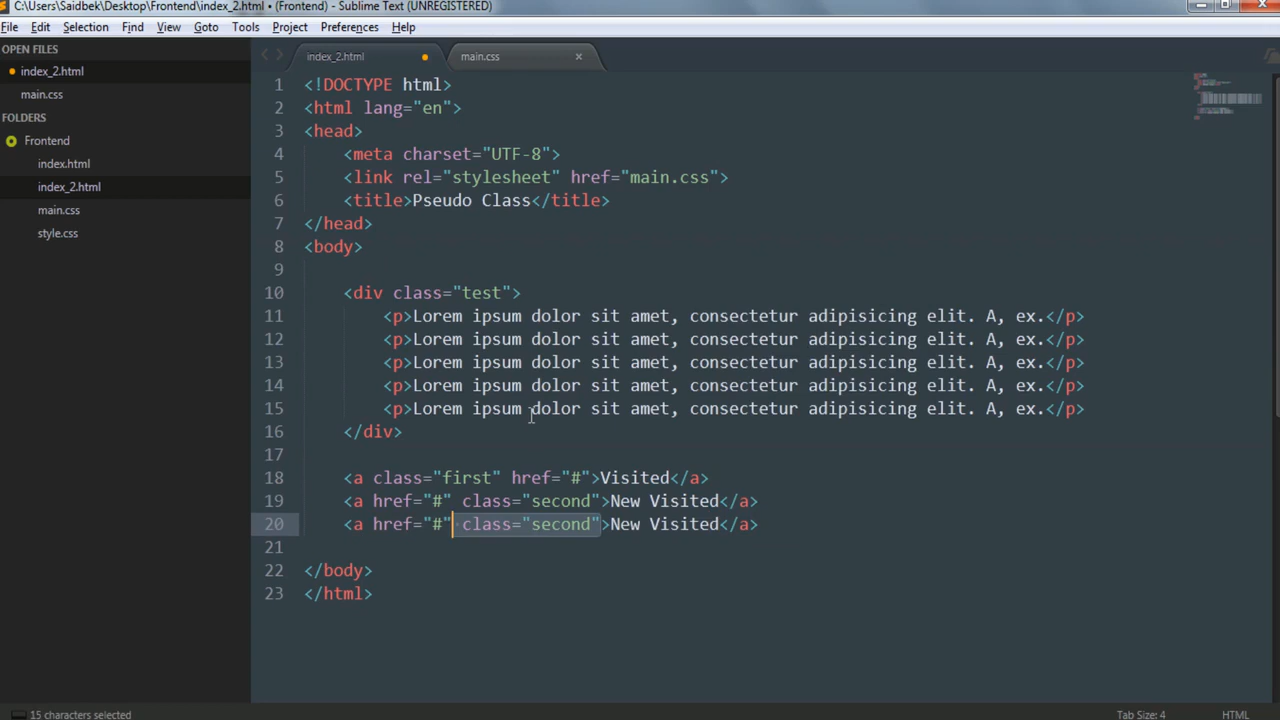 C:\Users\Saidbek\Desktop\Frontend\index_2.html • (Frontend) - Sublime Text (UNREGISTERED)
File Edit Selection Find View Goto Tools Project Preferences Help
OPEN FILES
index_2.html
main.css
FOLDERS
Frontend
index.html
index_2.html
main.css
style.css
index_2.html main.css ×
1 <!DOCTYPE html>
2 <html lang="en">
3 <head>
4 <meta charset="UTF-8">
5 <link rel="stylesheet" href="main.css">
6 <title>Pseudo Class</title>
7 </head>
8 <body>
9
10 <div class="test">
11 <p>Lorem ipsum dolor sit amet, consectetur adipisicing elit. A, ex.</p>
12 <p>Lorem ipsum dolor sit amet, consectetur adipisicing elit. A, ex.</p>
13 <p>Lorem ipsum dolor sit amet, consectetur adipisicing elit. A, ex.</p>
14 <p>Lorem ipsum dolor sit amet, consectetur adipisicing elit. A, ex.</p>
15 <p>Lorem ipsum dolor sit amet, consectetur adipisicing elit. A, ex.</p>
16 </div>
17
18 <a class="first" href="#">Visited</a>
19 <a href="#" class="second">New Visited</a>
20 <a href="#" class="second">New Visited</a>
21
22 </body>
23 </html>
15 characters selected Tab Size: 4 HTML